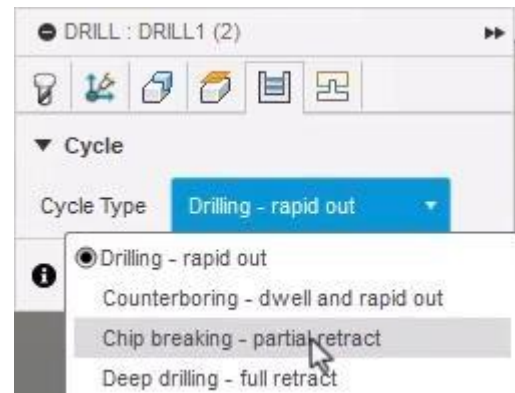 DRILL : DRILL1 (2)
Cycle
Cycle Type Drilling - rapid out
Drilling - rapid out
Counterboring - dwell and rapid out
Chip breaking - partial retract
Deep drilling - full retract